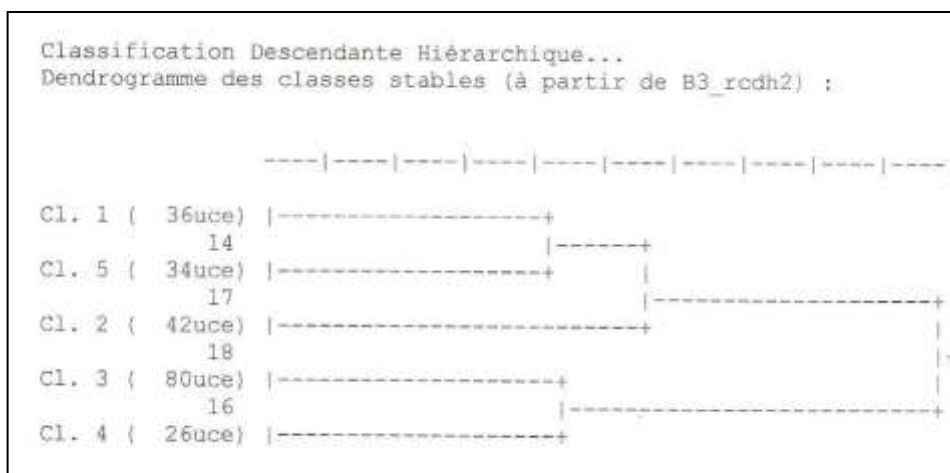 Classification Descendante Hiérarchique...
Dendrogramme des classes stables (à partir de B3_rcdh2) :
----|----|----|----|----|----|----|----|----|----
Cl. 1 (  36uce) |-------------------+
14 |------+
Cl. 5 (  34uce) |-------------------+ |
17 |--------------------+
Cl. 2 (  42uce) |--------------------------+ |
18 |+
Cl. 3 (  80uce) |--------------------+ |
16 |--------------------------+
Cl. 4 (  26uce) |--------------------+